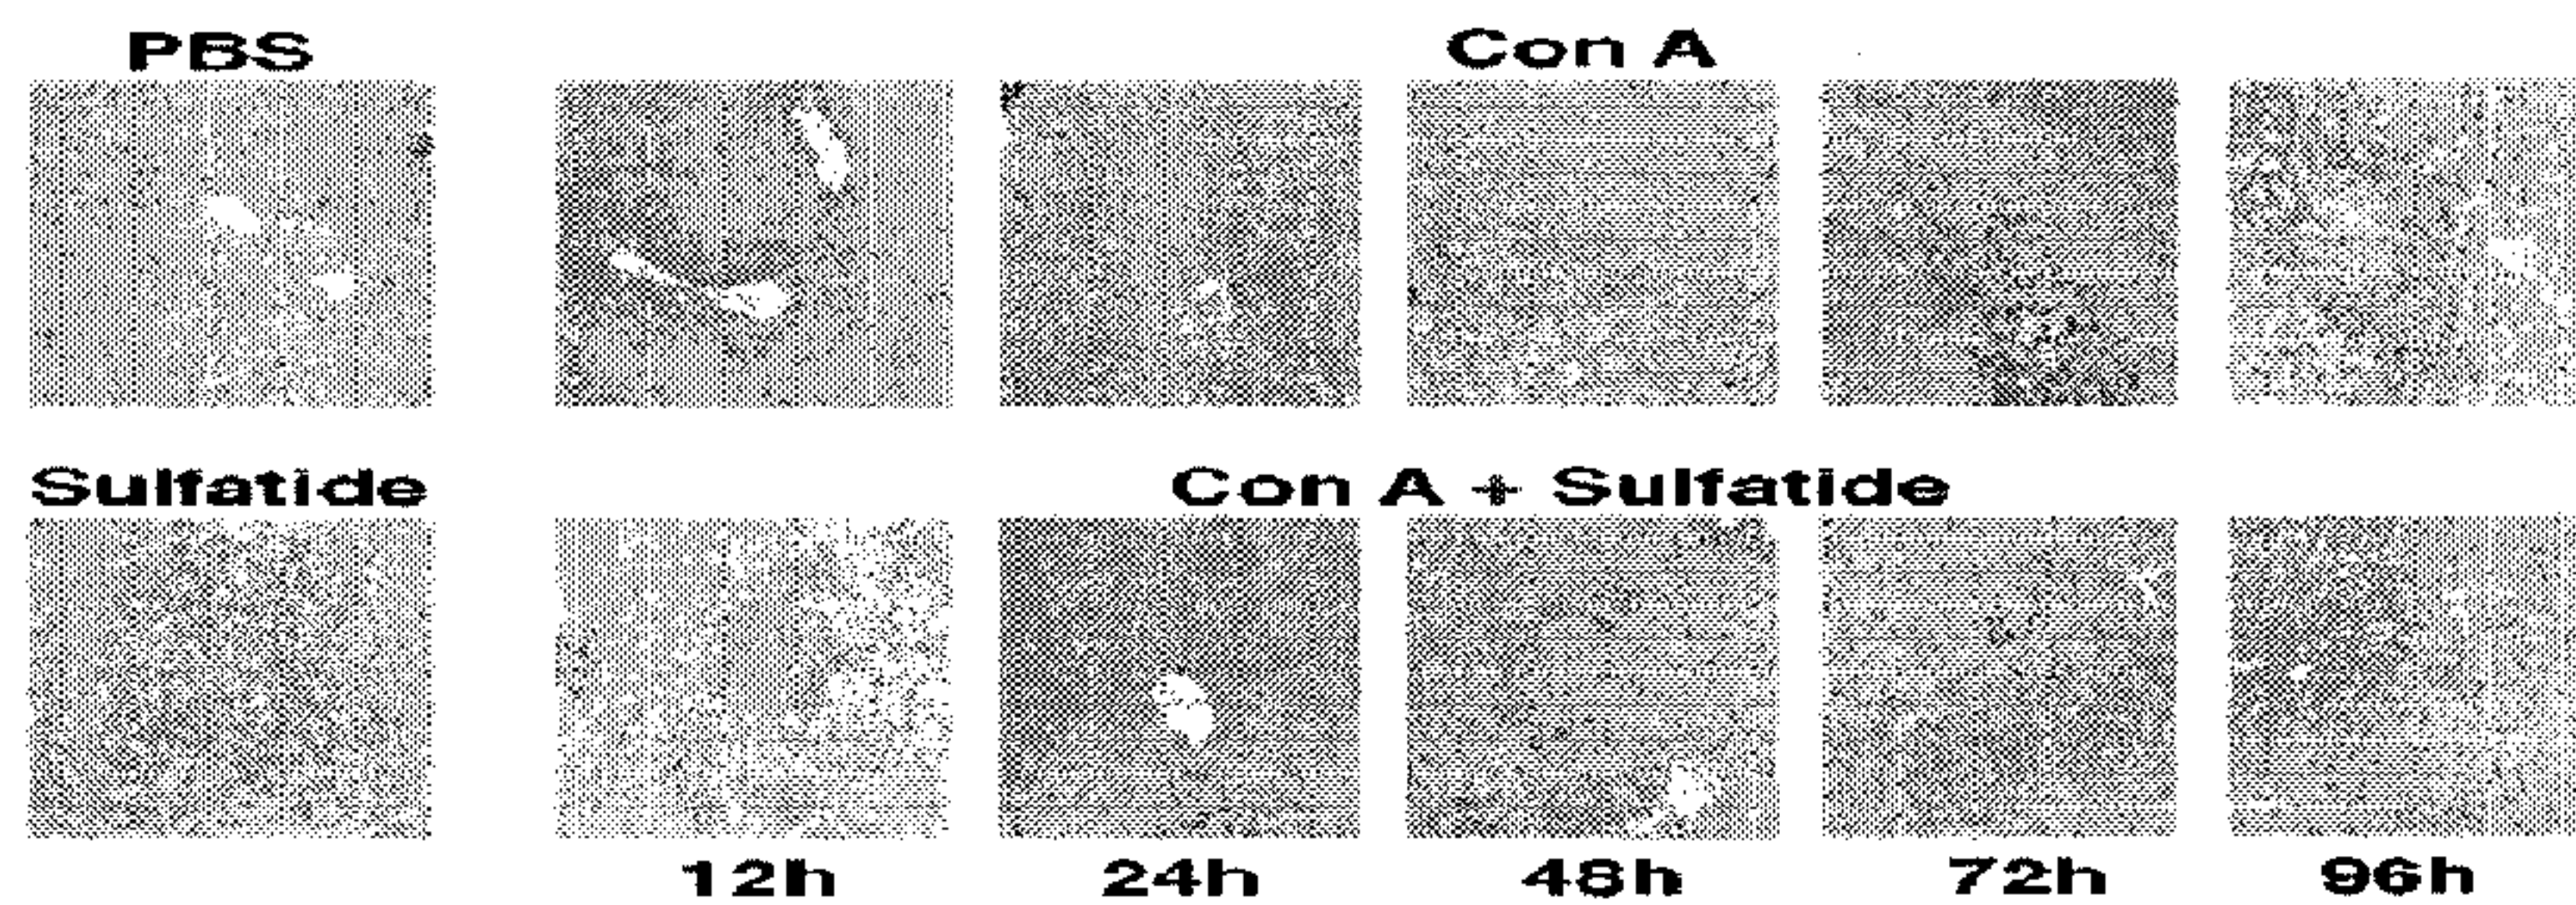 PBS
Con A
Sulfatide
Con A + Sulfatide
12h
24h
48h
72h
96h